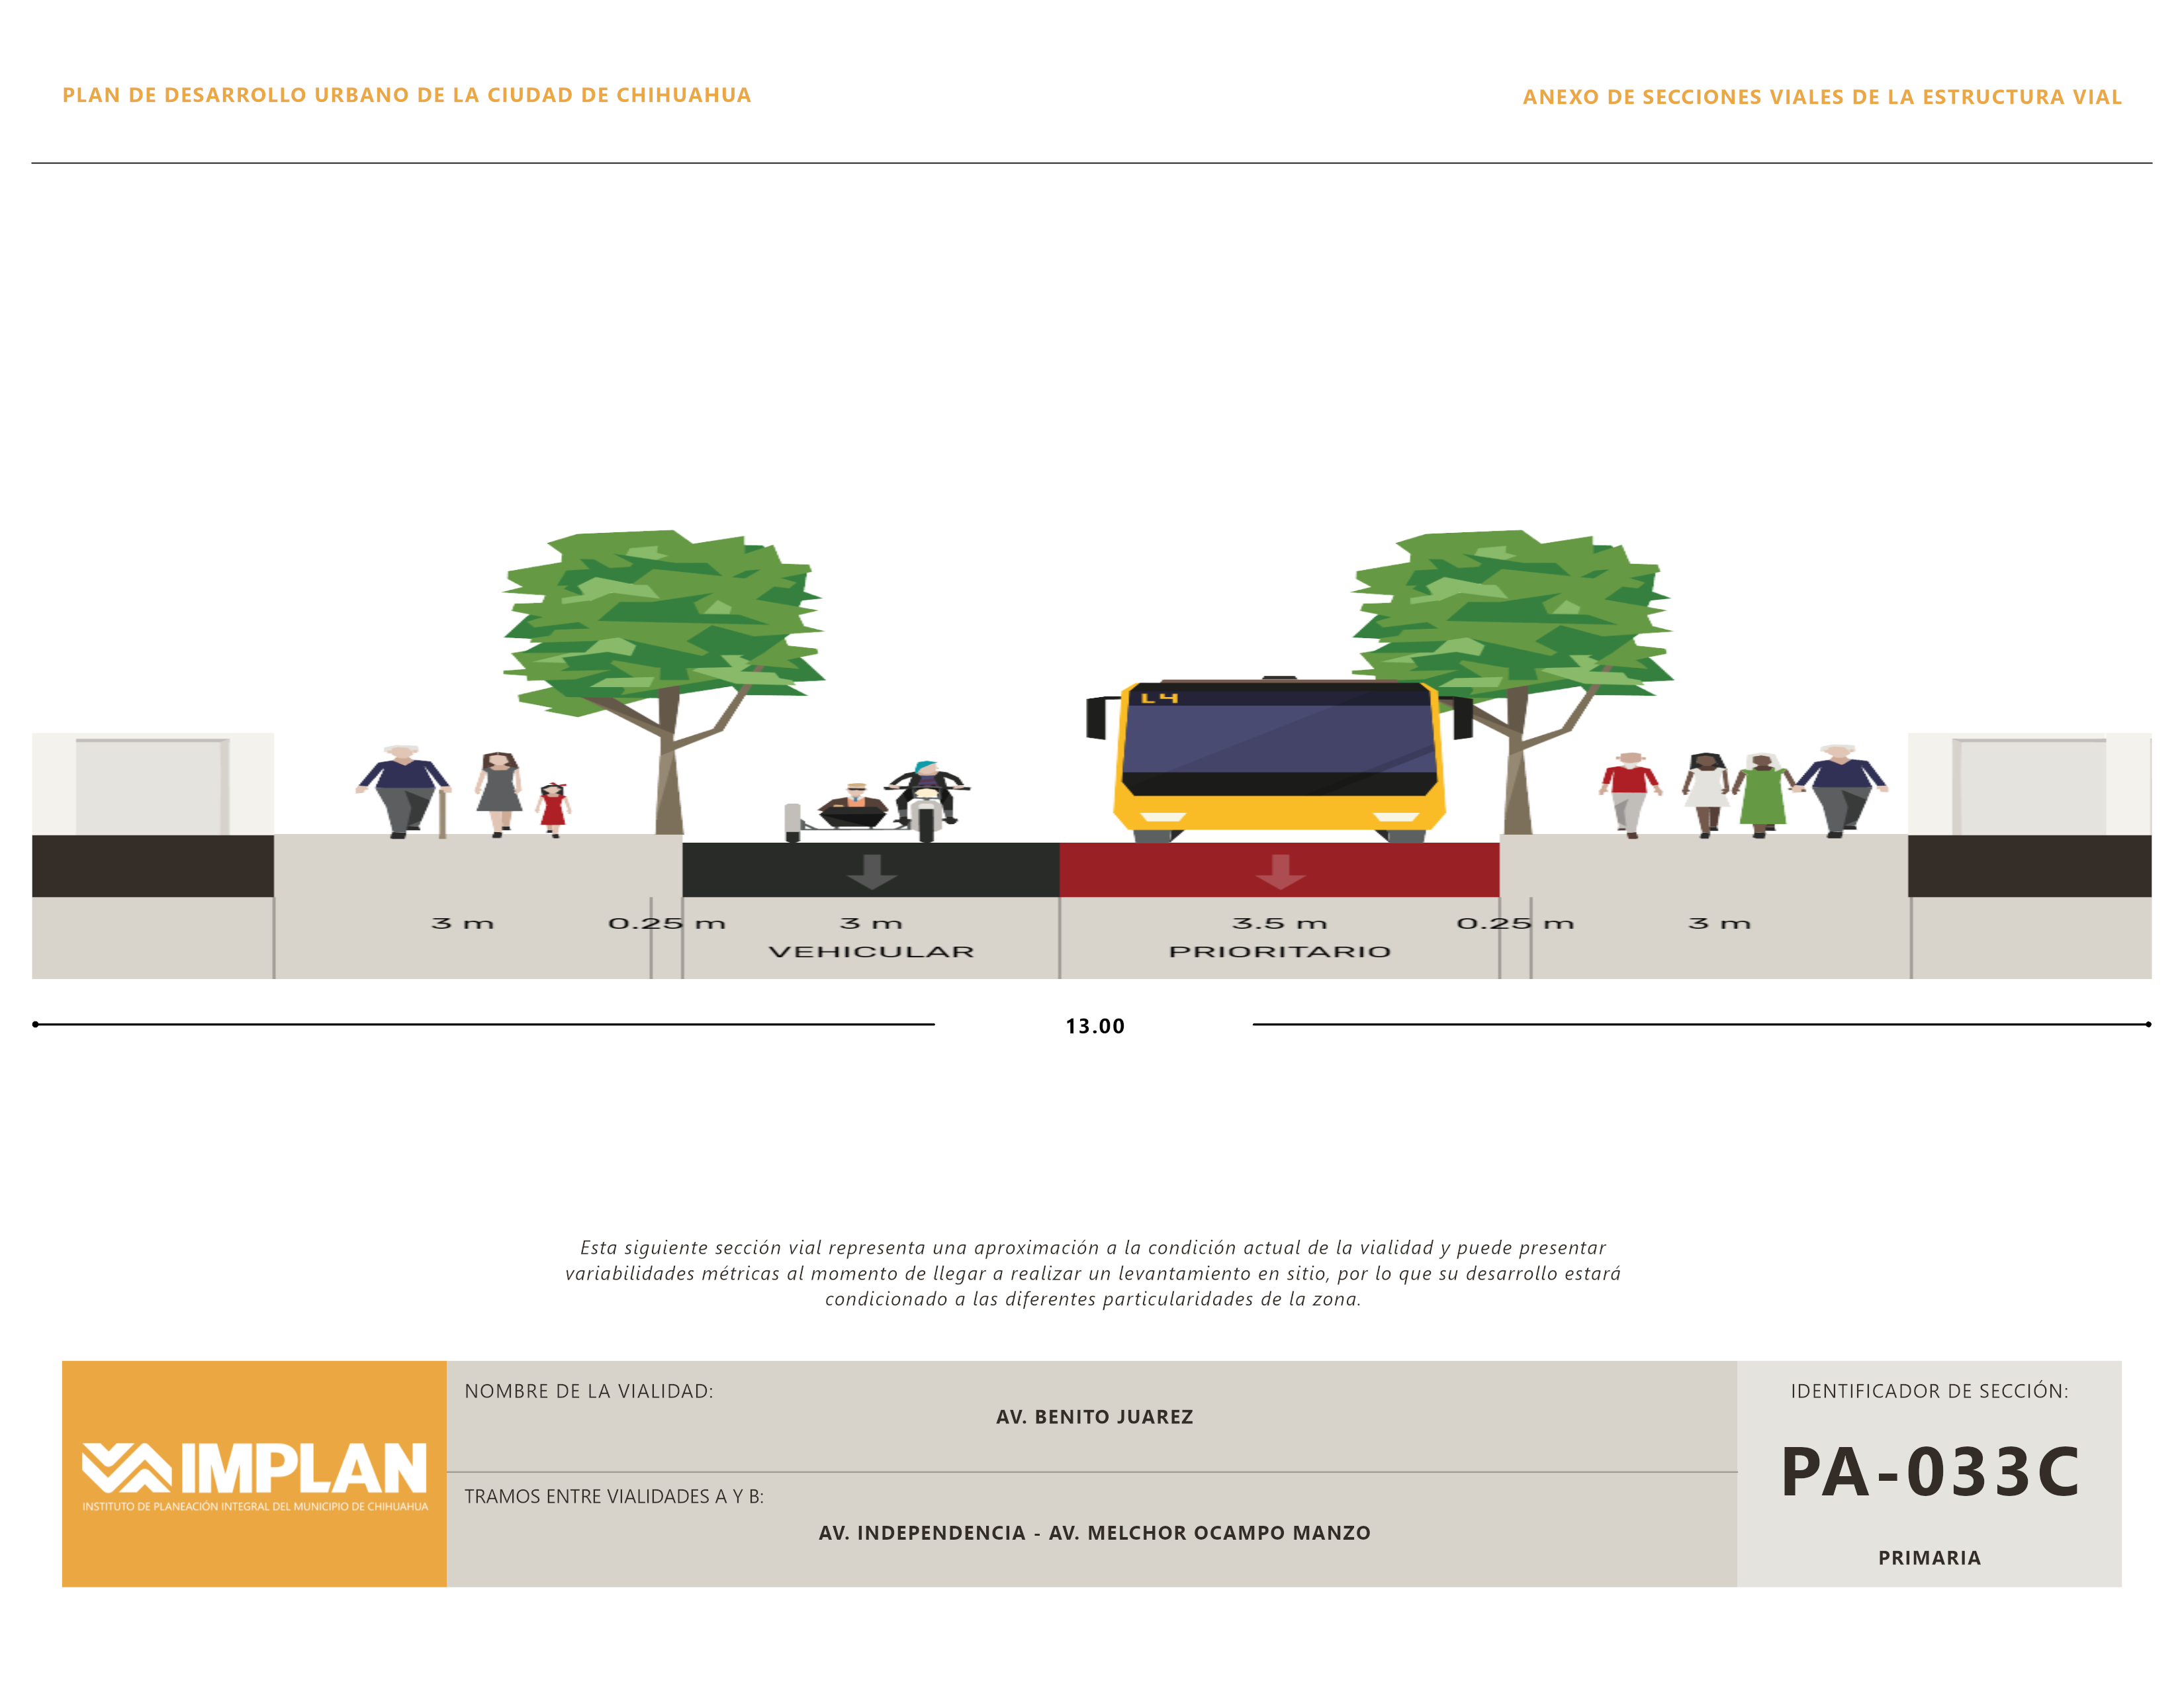 PLAN DE DESARROLLO URBANO DE LA CIUDAD DE CHIHUAHUA
ANEXO DE SECCIONES VIALES DE LA ESTRUCTURA VIAL
L4
3 m
0.25 m
3 m
3.5 m
0.25 m
3 m
VEHICULAR
PRIORITARIO
13.00
Esta siguiente sección vial representa una aproximación a la condición actual de la vialidad y puede presentar
variabilidades métricas al momento de llegar a realizar un levantamiento en sitio, por lo que su desarrollo estará
condicionado a las diferentes particularidades de la zona.
IMPLAN
INSTITUTO DE PLANEACIÓN INTEGRAL DEL MUNICIPIO DE CHIHUAHUA
NOMBRE DE LA VIALIDAD:
AV. BENITO JUAREZ
TRAMOS ENTRE VIALIDADES A Y B:
AV. INDEPENDENCIA - AV. MELCHOR OCAMPO MANZO
IDENTIFICADOR DE SECCIÓN:
PA-033C
PRIMARIA